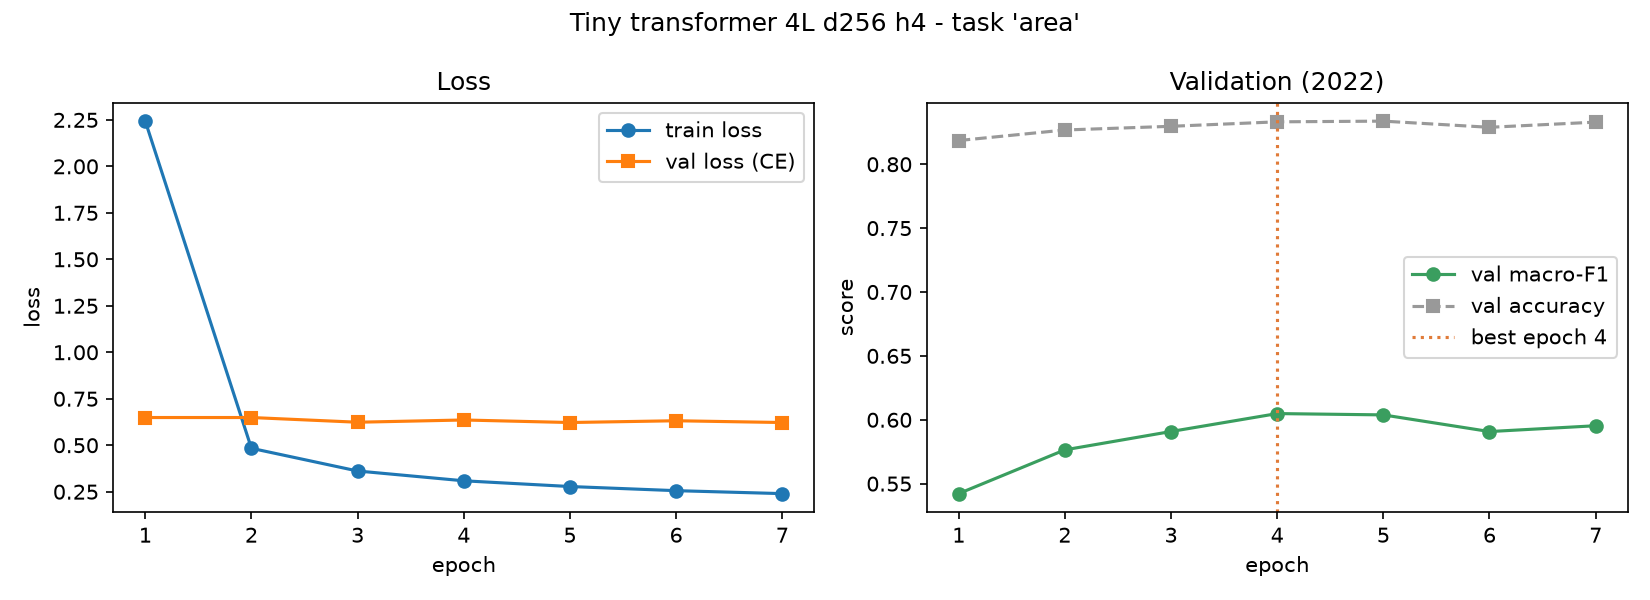 Tiny transformer 4L d256 h4 - task 'area'
Loss
2.25
2.00
1.75
1.50
1.25
1.00
0.75
0.50
0.25
loss
train loss
val loss (CE)
1 2 3 4 5 6 7
epoch
Validation (2022)
0.80
0.75
0.70
0.65
0.60
0.55
score
val macro-F1
val accuracy
best epoch 4
1 2 3 4 5 6 7
epoch